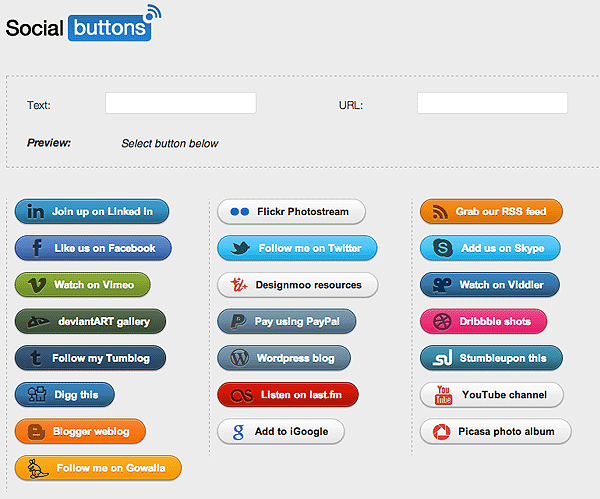 Social buttons
Text:
URL:
Preview:
Select button below
Join up on Linked In
Like us on Facebook
Watch on Vimeo
deviantART gallery
Follow my Tumblog
Digg this
Blogger weblog
Follow me on Gowalla
Flickr Photostream
Follow me on Twitter
Designmoo resources
Pay using PayPal
Wordpress blog
Listen on last.fm
Add to iGoogle
Grab our RSS feed
Add us on Skype
Watch on Viddler
Dribbble shots
Stumbleupon this
You
Tube
YouTube channel
Picasa photo album